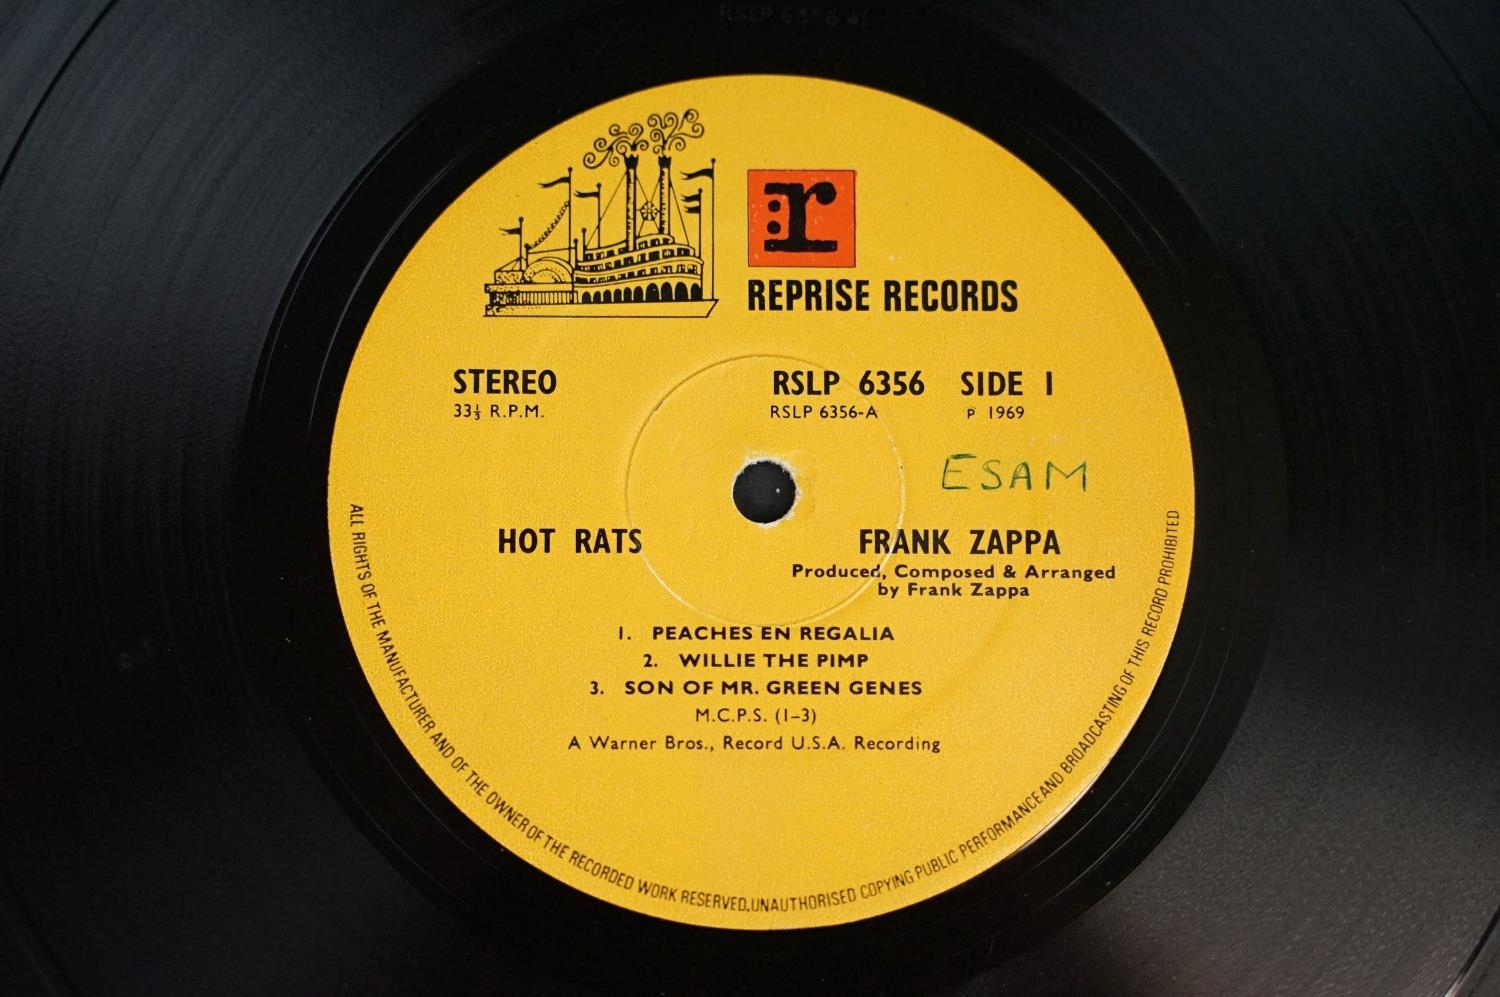 RSLP 6356 A1
r
REPRISE RECORDS
STEREO
33⅓ R.P.M.
RSLP 6356 SIDE 1
RSLP 6356-A P 1969
ESAM
HOT RATS
FRANK ZAPPA
Produced, Composed & Arranged
by Frank Zappa
1. PEACHES EN REGALIA
2. WILLIE THE PIMP
3. SON OF MR. GREEN GENES
M.C.P.S. (1-3)
A Warner Bros., Record U.S.A. Recording
ALL RIGHTS OF THE MANUFACTURER AND OF THE OWNER OF THE RECORDED WORK RESERVED, UNAUTHORISED COPYING PUBLIC PERFORMANCE AND BROADCASTING OF THIS RECORD PROHIBITED